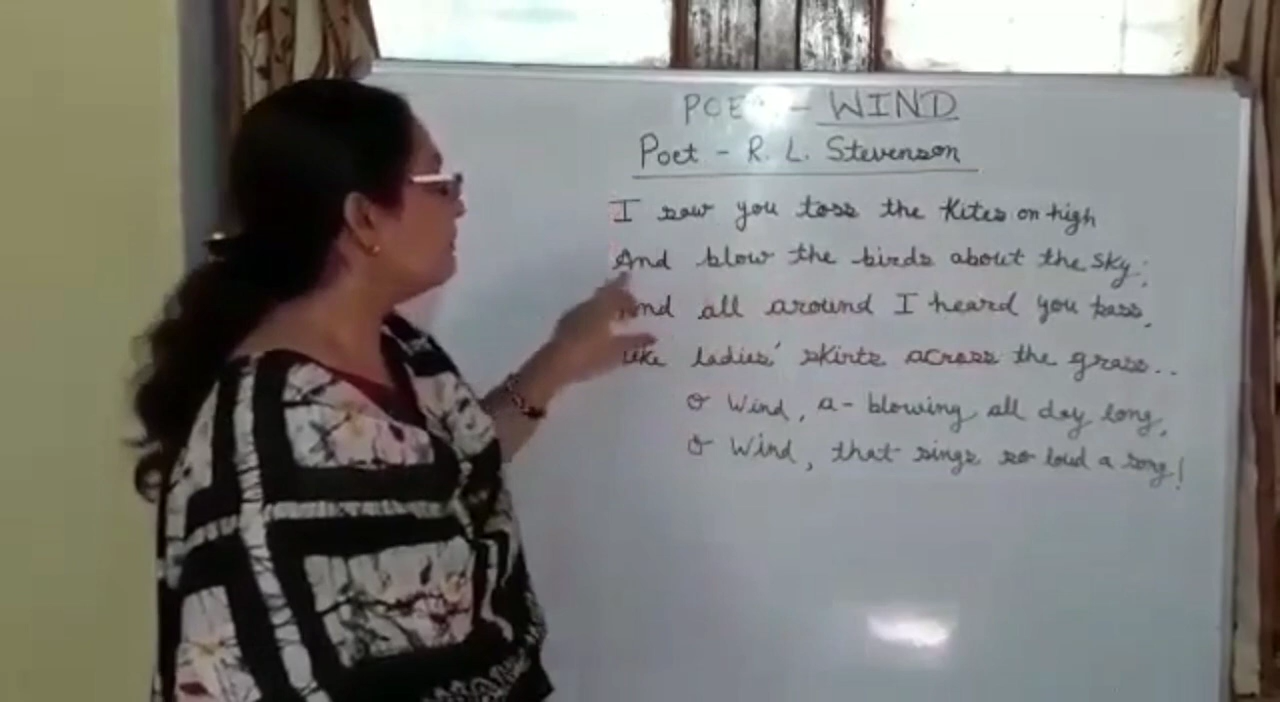 POE - WIND
Poet - R. L. Stevenson
I saw you toss the Kites on high
And blow the birds about the sky;
And all around I heard you pass,
Like ladies' skirts across the grass..
O Wind, a-blowing all day long,
O Wind, that sings so loud a song!